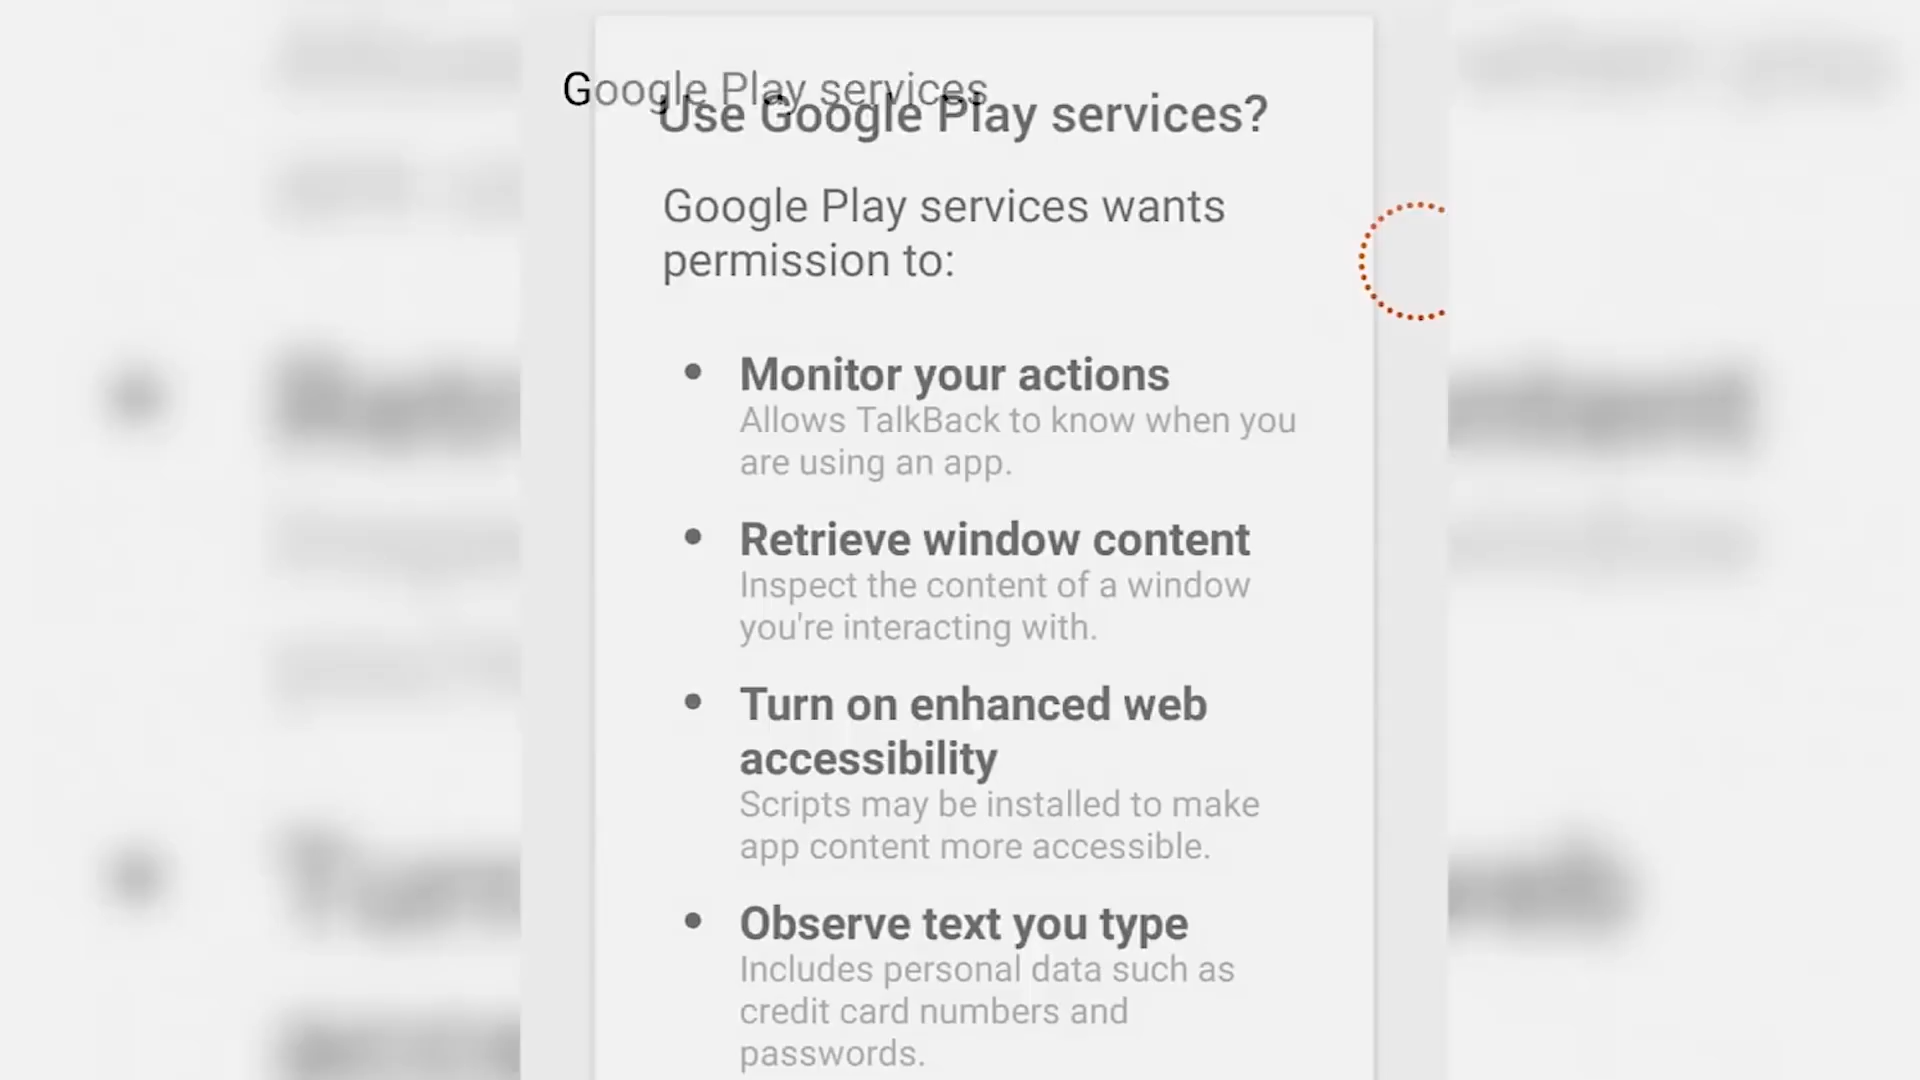 Google Play services
Use Google Play services?
Google Play services wants
permission to:
• Monitor your actions
Allows TalkBack to know when you
are using an app.
• Retrieve window content
Inspect the content of a window
you're interacting with.
• Turn on enhanced web
accessibility
Scripts may be installed to make
app content more accessible.
• Observe text you type
Includes personal data such as
credit card numbers and
passwords.